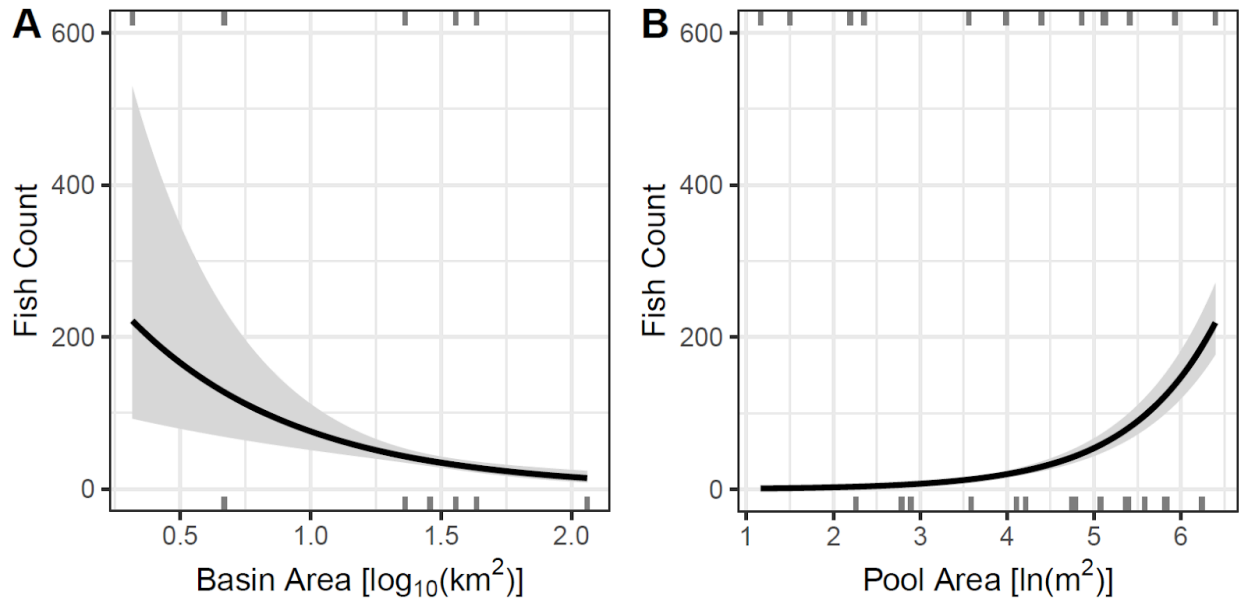 A
600
400
200
0
Fish Count
0.5 1.0 1.5 2.0
Basin Area [log₁₀(km²)]
B
600
400
200
0
Fish Count
1 2 3 4 5 6
Pool Area [ln(m²)]